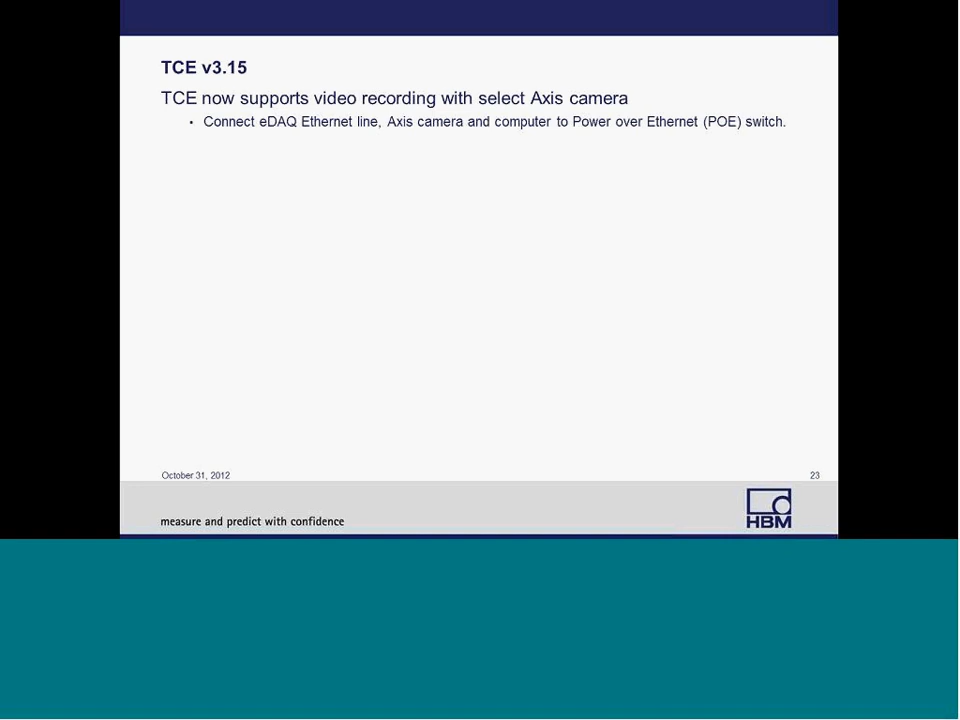 TCE v3.15
TCE now supports video recording with select Axis camera
• Connect eDAQ Ethernet line, Axis camera and computer to Power over Ethernet (POE) switch.
October 31, 2012
23
measure and predict with confidence
HBM